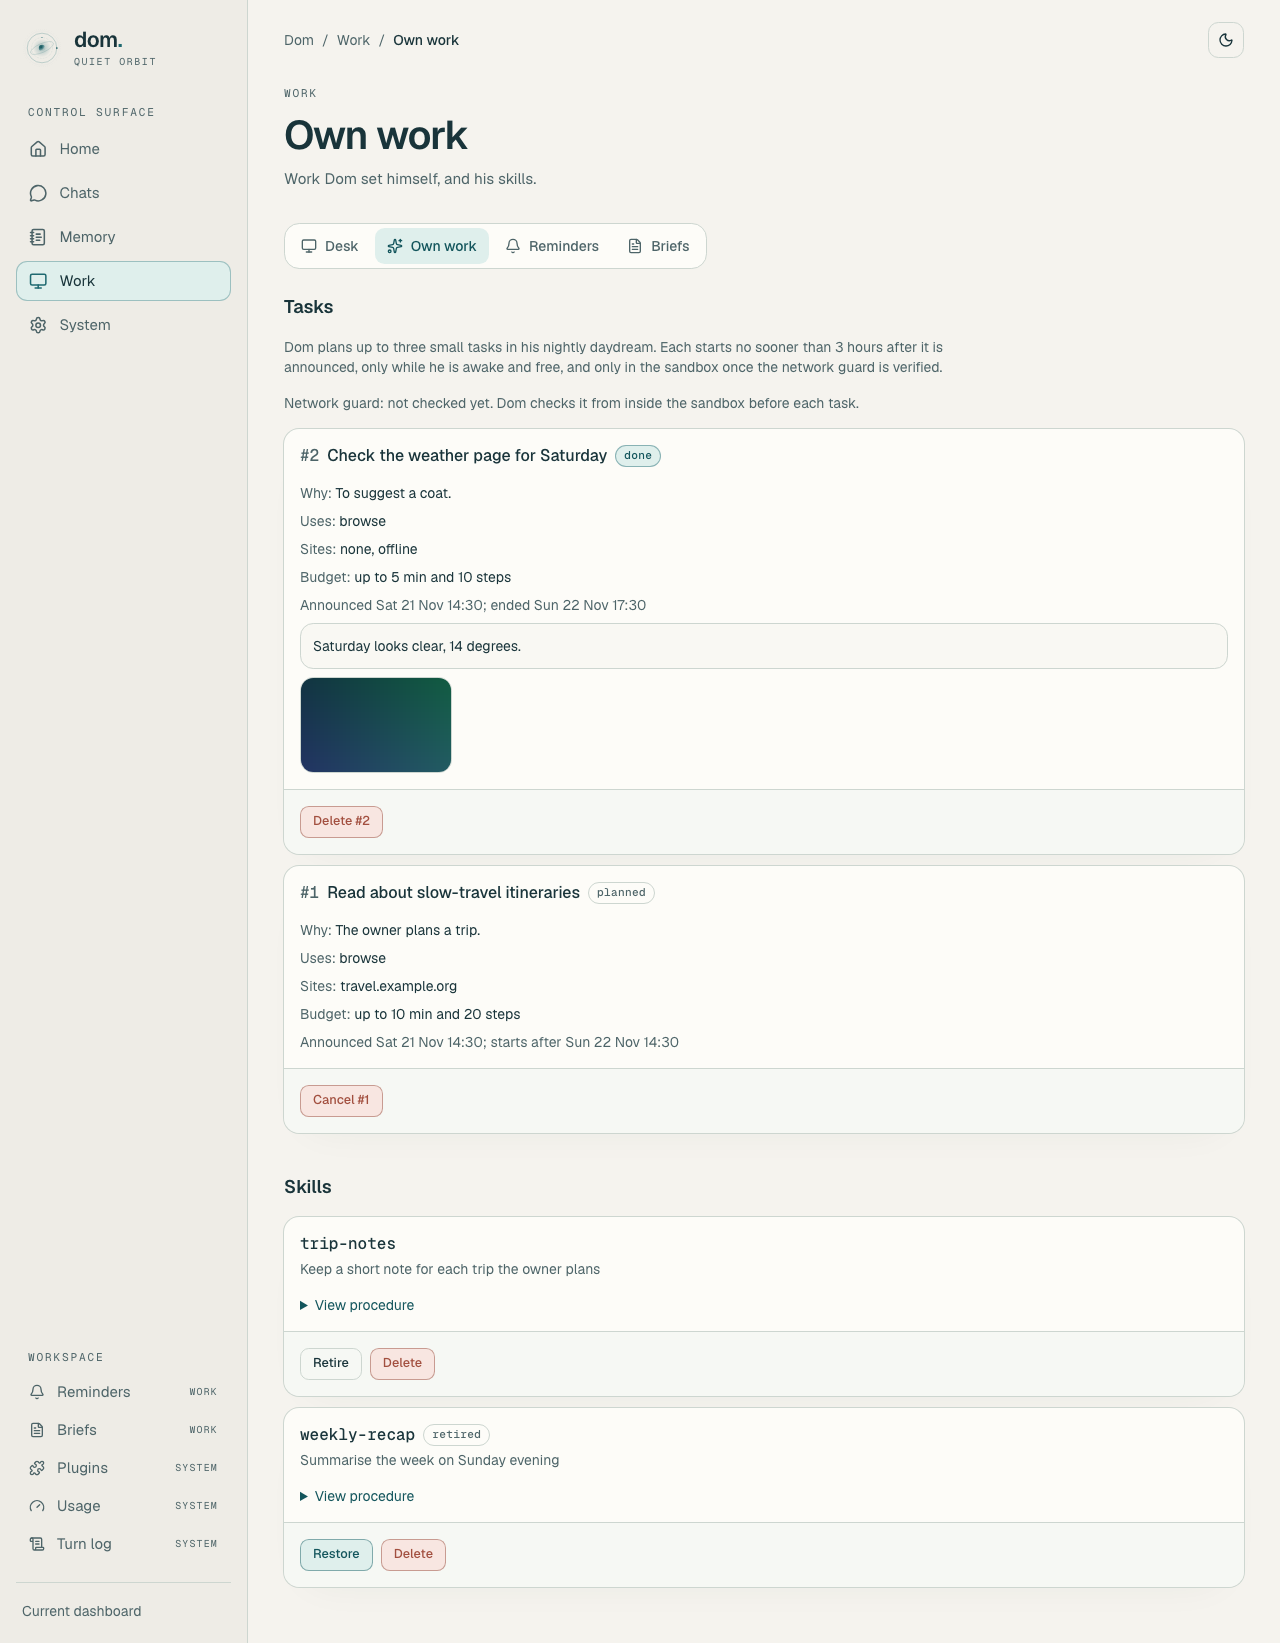 dom.
QUIET ORBIT
CONTROL SURFACE
Home
Chats
Memory
Work
System
WORKSPACE
Reminders WORK
Briefs WORK
Plugins SYSTEM
Usage SYSTEM
Turn log SYSTEM
Current dashboard
Dom / Work / Own work
WORK
Own work
Work Dom set himself, and his skills.
Desk Own work Reminders Briefs
Tasks
Dom plans up to three small tasks in his nightly daydream. Each starts no sooner than 3 hours after it is
announced, only while he is awake and free, and only in the sandbox once the network guard is verified.
Network guard: not checked yet. Dom checks it from inside the sandbox before each task.
#2 Check the weather page for Saturday done
Why: To suggest a coat.
Uses: browse
Sites: none, offline
Budget: up to 5 min and 10 steps
Announced Sat 21 Nov 14:30; ended Sun 22 Nov 17:30
Saturday looks clear, 14 degrees.
Delete #2
#1 Read about slow-travel itineraries planned
Why: The owner plans a trip.
Uses: browse
Sites: travel.example.org
Budget: up to 10 min and 20 steps
Announced Sat 21 Nov 14:30; starts after Sun 22 Nov 14:30
Cancel #1
Skills
trip-notes
Keep a short note for each trip the owner plans
View procedure
Retire Delete
weekly-recap retired
Summarise the week on Sunday evening
View procedure
Restore Delete